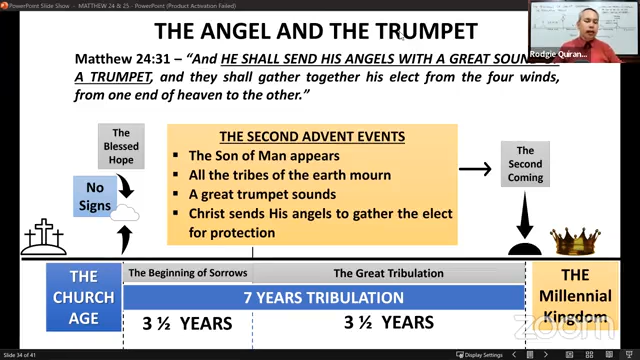 PowerPoint Slide Show - MATTHEW 24 & 25 - PowerPoint (Product Activation Failed)
THE ANGEL AND THE TRUMPET
Rodgie Quiran...
Matthew 24:31 – “And HE SHALL SEND HIS ANGELS WITH A GREAT SOUN
A TRUMPET, and they shall gather together his elect from the four winds,
from one end of heaven to the other.”
The
Blessed
Hope
No
Signs
THE SECOND ADVENT EVENTS
▪ The Son of Man appears
▪ All the tribes of the earth mourn
▪ A great trumpet sounds
▪ Christ sends His angels to gather the elect
for protection
The
Second
Coming
THE
CHURCH
AGE
The Beginning of Sorrows
The Great Tribulation
7 YEARS TRIBULATION
3 ½ YEARS
3 ½ YEARS
THE
Millennial
Kingdom
zoom
Slide 34 of 41
Display Settings